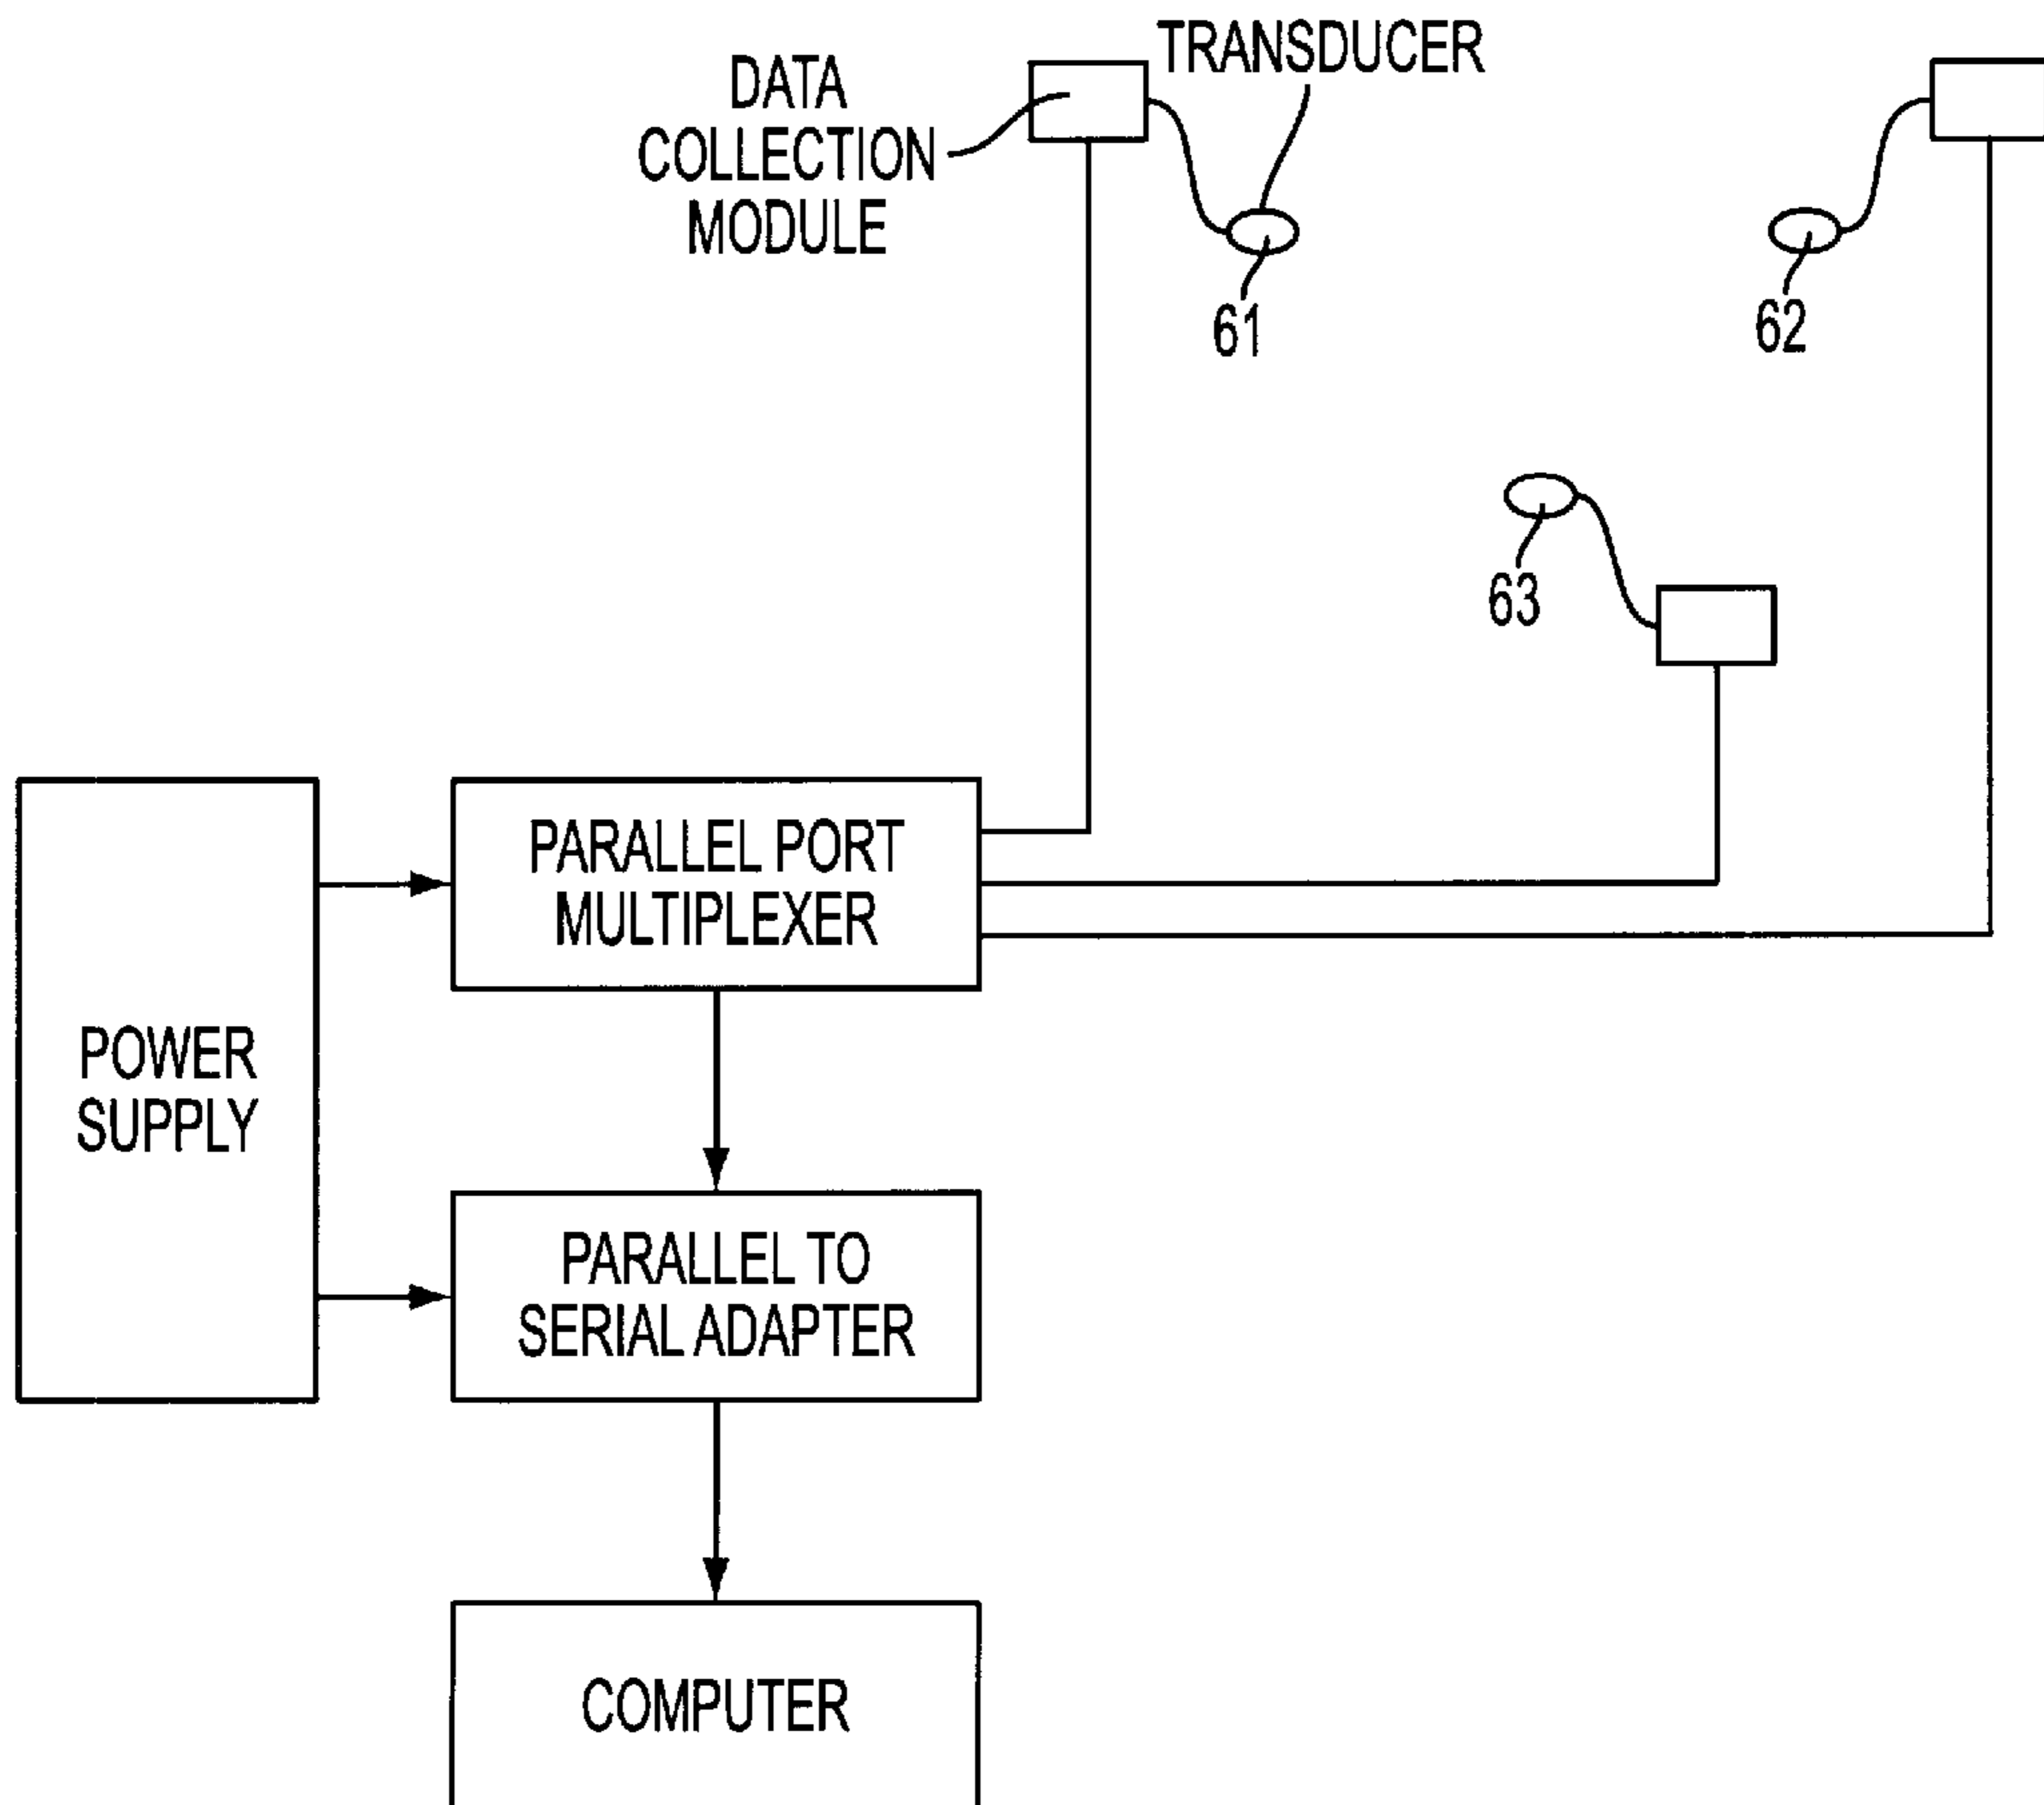 DATA
COLLECTION
MODULE
TRANSDUCER
61
62
63
PARALLEL PORT
MULTIPLEXER
POWER
SUPPLY
PARALLEL TO
SERIAL ADAPTER
COMPUTER